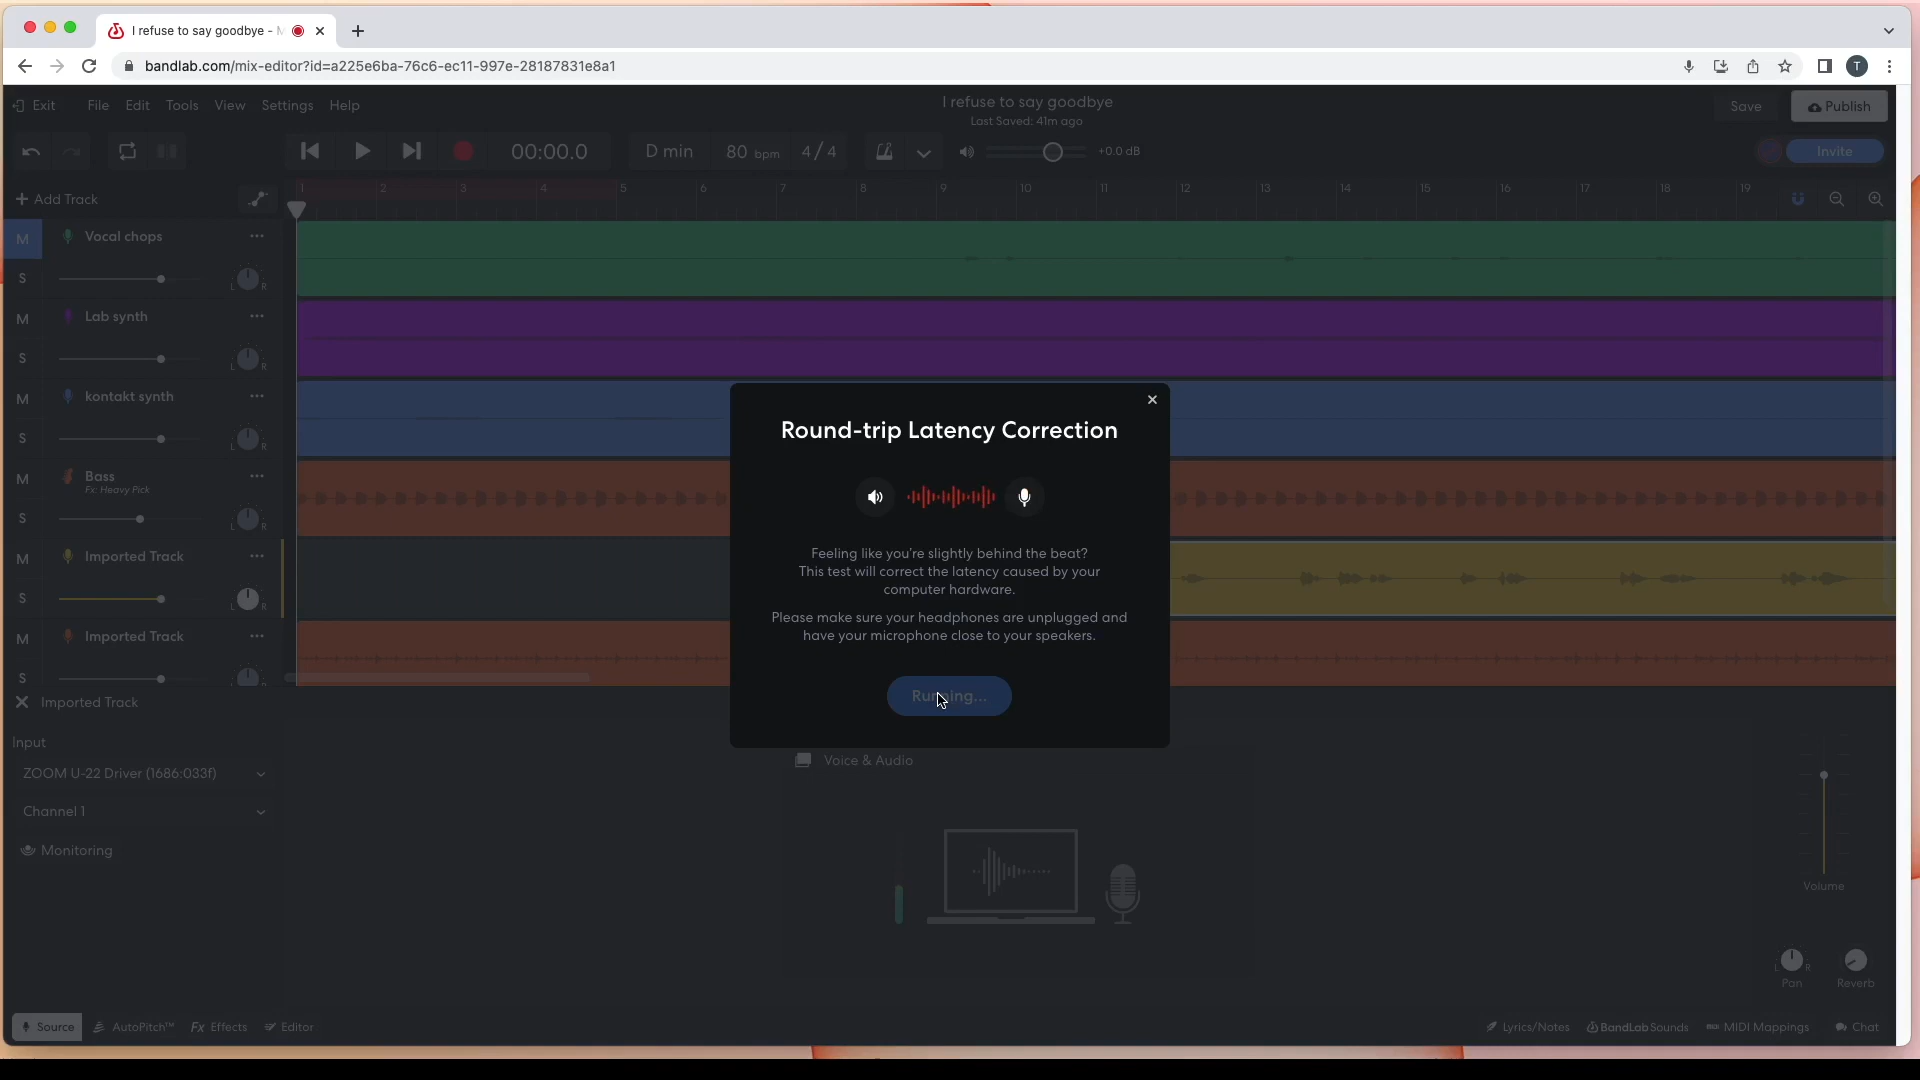 I refuse to say goodbye - M
bandlab.com/mix-editor?id=a225e6ba-76c6-ec11-997e-28187831e8a1
T
Exit
File
Edit
Tools
View
Settings
Help
I refuse to say goodbye
Last Saved: 41m ago
Save
Publish
00:00.0
D min
80 bpm
4/4
+0.0 dB
Invite
Add Track
1 2 3 4 5 6 7 8 9 10 11 12 13 14 15 16 17 18 19
M Vocal chops
S L R
M Lab synth
S L R
M kontakt synth
S L R
M Bass
Fx: Heavy Pick
S L R
M Imported Track
S L R
M Imported Track
S L R
Round-trip Latency Correction
Feeling like you're slightly behind the beat?
This test will correct the latency caused by your
computer hardware.
Please make sure your headphones are unplugged and
have your microphone close to your speakers.
Running...
Imported Track
Input
ZOOM U-22 Driver (1686:033f)
Channel 1
Monitoring
Voice & Audio
Volume
L R
Pan
Reverb
Source
AutoPitch™
Fx Effects
Editor
Lyrics/Notes
BandLab Sounds
MIDI Mappings
Chat